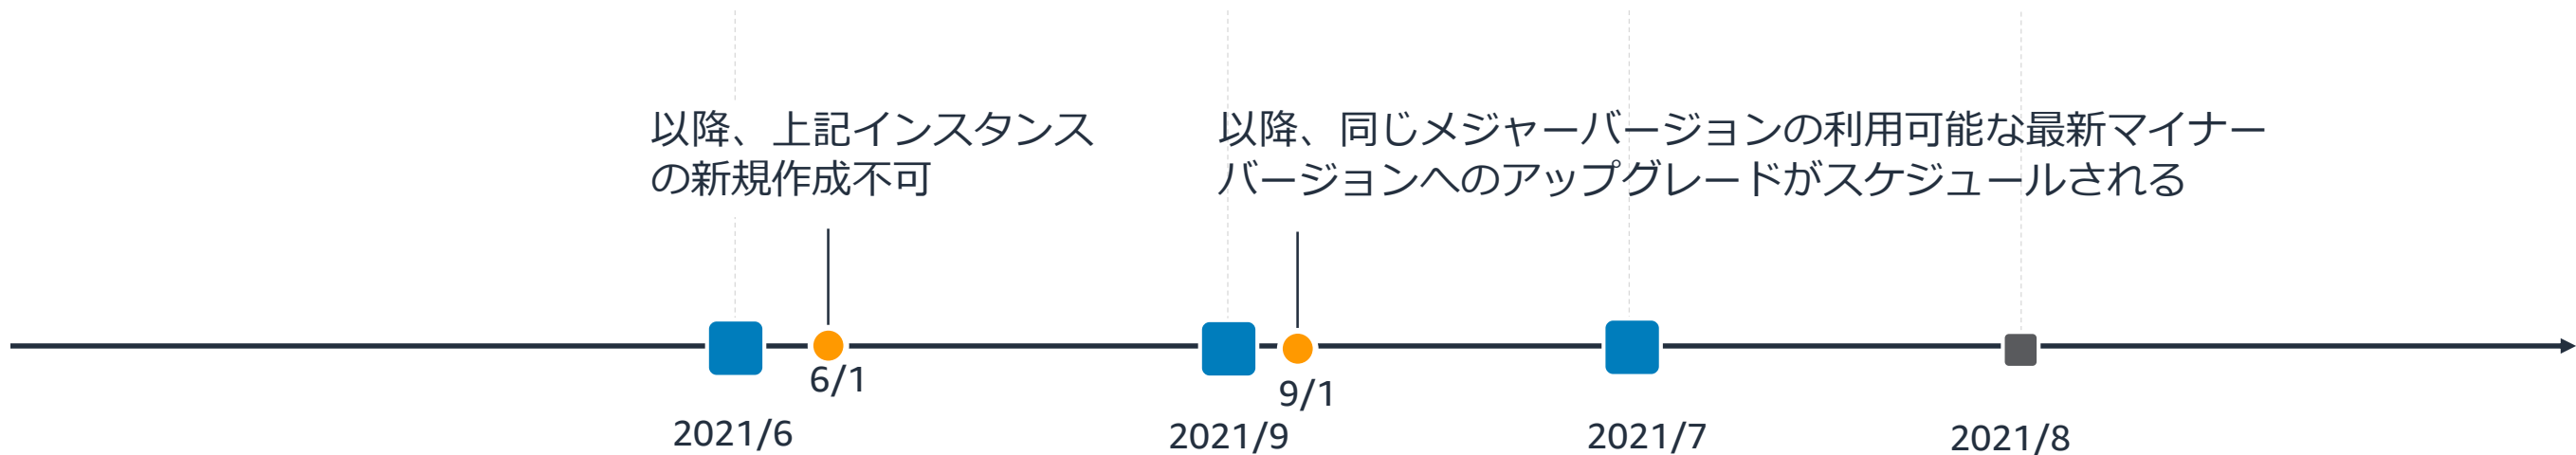 以降、上記インスタンス
の新規作成不可
以降、同じメジャーバージョンの利用可能な最新マイナー
バージョンへのアップグレードがスケジュールされる
6/1
9/1
2021/6
2021/9
2021/7
2021/8